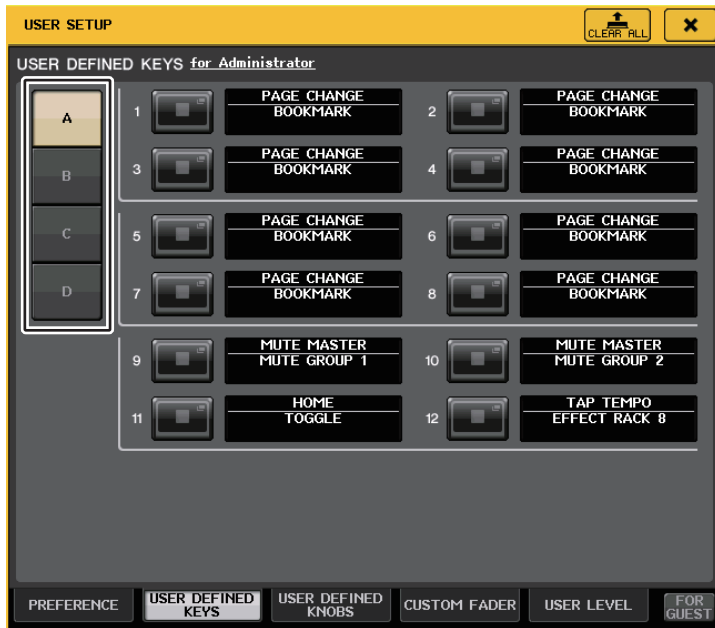 USER SETUP
CLEAR ALL
USER DEFINED KEYS for Administrator
A
B
C
D
1
PAGE CHANGE
BOOKMARK
2
PAGE CHANGE
BOOKMARK
3
PAGE CHANGE
BOOKMARK
4
PAGE CHANGE
BOOKMARK
5
PAGE CHANGE
BOOKMARK
6
PAGE CHANGE
BOOKMARK
7
PAGE CHANGE
BOOKMARK
8
PAGE CHANGE
BOOKMARK
9
MUTE MASTER
MUTE GROUP 1
10
MUTE MASTER
MUTE GROUP 2
11
HOME
TOGGLE
12
TAP TEMPO
EFFECT RACK 8
PREFERENCE
USER DEFINED
KEYS
USER DEFINED
KNOBS
CUSTOM FADER
USER LEVEL
FOR
GUEST